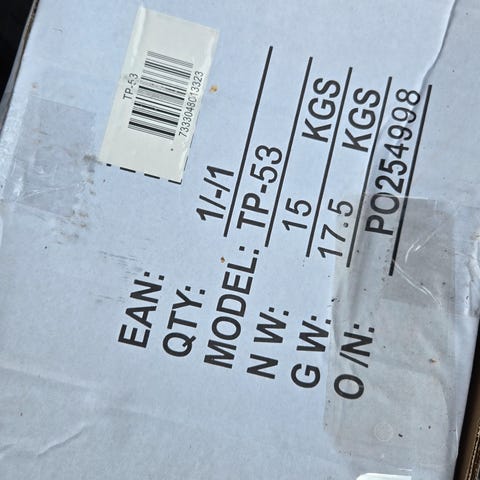 TP-53
7333048013323
EAN:
QTY: 1/-/1
MODEL: TP-53
N W: 15 KGS
G W: 17.5 KGS
O/N: PO254998